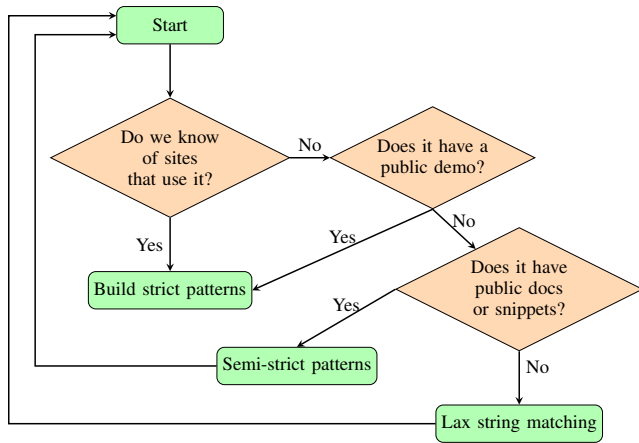 Start
Do we know
of sites
that use it?
No
Does it have a
public demo?
Yes
Yes
No
Build strict patterns
Does it have
public docs
or snippets?
Yes
Semi-strict patterns
No
Lax string matching